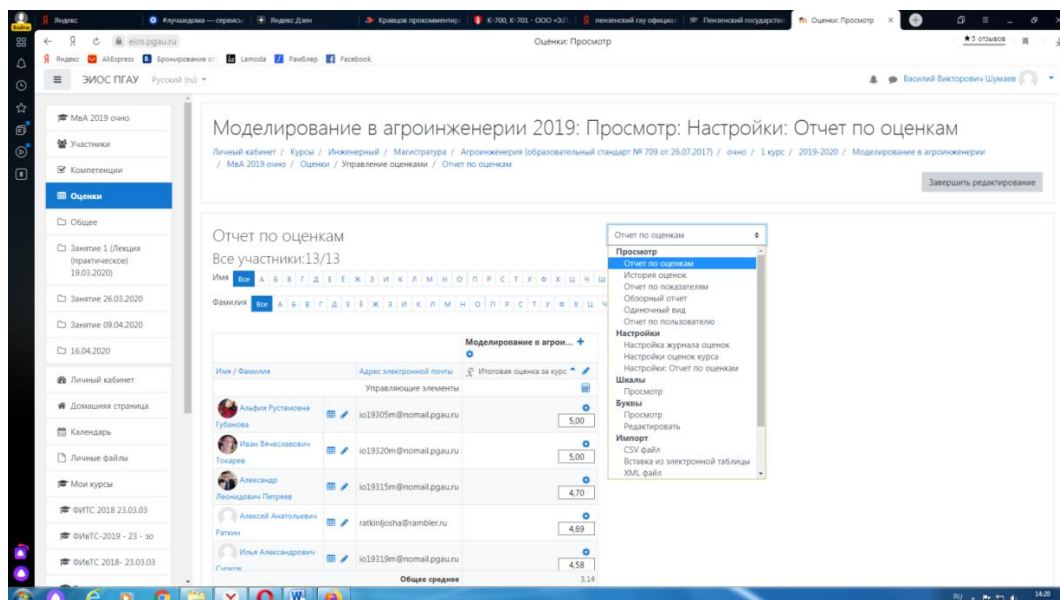 Яндекс
#лучшедома — сервисы
Яндекс.Дзен
Кравцов прокомментир
К-700, К-701 - ООО «З.П
пензенский гау официал
Пензенский государстве
Оценки: Просмотр
eios.pgau.ru
Оценки: Просмотр
★5 отзывов
Яндекс
AliExpress
Бронирование от
Lamoda
Рамблер
Facebook
ЭИОС ПГАУ
Русский (ru)
Василий Викторович Шумаев
МвА 2019 очно
Участники
Компетенции
Оценки
Общее
Занятие 1 (Лекция
(практическое)
19.03.2020)
Занятие 26.03.2020
Занятие 09.04.2020
16.04.2020
Личный кабинет
Домашняя страница
Календарь
Личные файлы
Мои курсы
ФИТС 2018 23.03.03
ФИвТС-2019 - 23 - зо
ФИвТС 2018- 23.03.03
Моделирование в агроинженерии 2019: Просмотр: Настройки: Отчет по оценкам
Личный кабинет / Курсы / Инженерный / Магистратура / Агроинженерия (образовательный стандарт № 709 от 26.07.2017) / очно / 1 курс / 2019-2020 / Моделирование в агроинженерии
/ МвА 2019 очно / Оценки / Управление оценками / Отчет по оценкам
Завершить редактирование
Отчет по оценкам
Все участники:13/13
Имя Все А Б В Г Д Е Ё Ж З И К Л М Н О П Р С Т У Ф Х Ц Ч Ш
Фамилия Все А Б В Г Д Е Ё Ж З И К Л М Н О П Р С Т У Ф Х Ц Ч
Моделирование в агрои...
Имя / Фамилия
Адрес электронной почты
Итоговая оценка за курс
Управляющие элементы
Альфия Рустамовна
Губанова
io19305m@nomail.pgau.ru
5,00
Иван Вячеславович
Токарев
io19320m@nomail.pgau.ru
5,00
Александр
Леонидович Петряев
io19315m@nomail.pgau.ru
4,70
Алексей Анатольевич
Раткин
ratkinljosha@rambler.ru
4,69
Илья Александрович
io19319m@nomail.pgau.ru
4,58
Общее среднее
3,14
Отчет по оценкам
Просмотр
Отчет по оценкам
История оценок
Отчет по показателям
Обзорный отчет
Одиночный вид
Отчет по пользователю
Настройки
Настройка журнала оценок
Настройки оценок курса
Настройки: Отчет по оценкам
Шкалы
Просмотр
Буквы
Просмотр
Редактировать
Импорт
CSV файл
Вставка из электронной таблицы
XML файл
RU
14:20